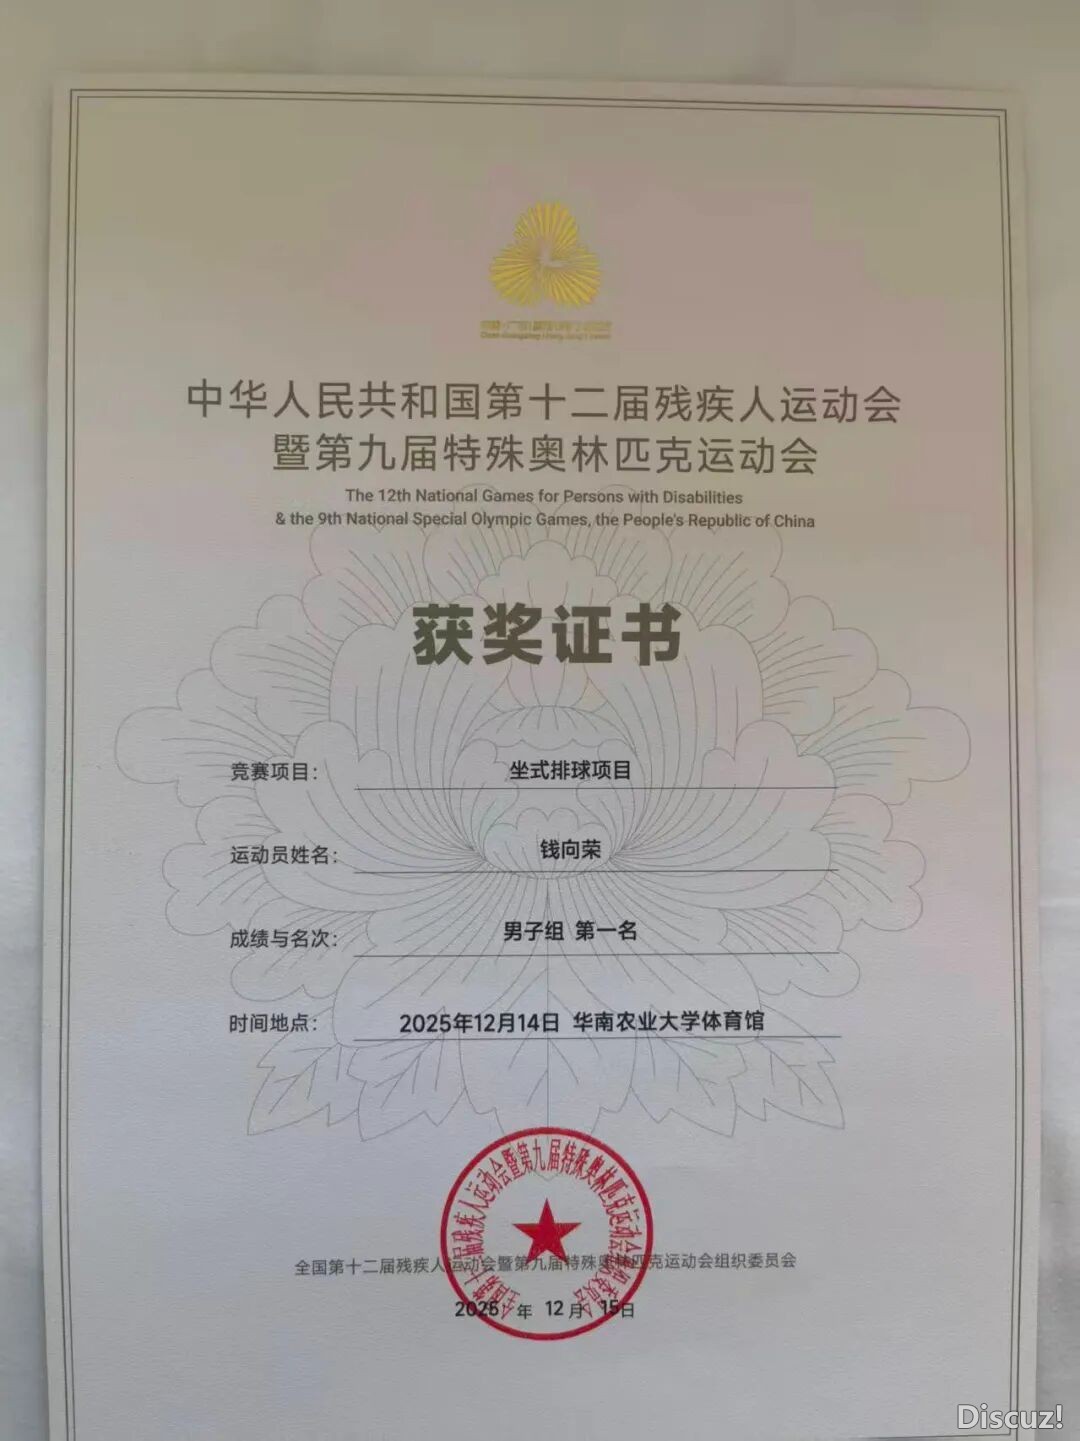 中华人民共和国第十二届残疾人运动会
暨第九届特殊奥林匹克运动会
The 12th National Games for Persons with Disabilities
& the 9th National Special Olympic Games, the People's Republic of China
获奖证书
竞赛项目： 坐式排球项目
运动员姓名： 钱向荣
成绩与名次： 男子组 第一名
时间地点： 2025年12月14日 华南农业大学体育馆
全国第十二届残疾人运动会暨第九届特殊奥林匹克运动会组织委员会
2025 年 12 月 15日
Discuz!